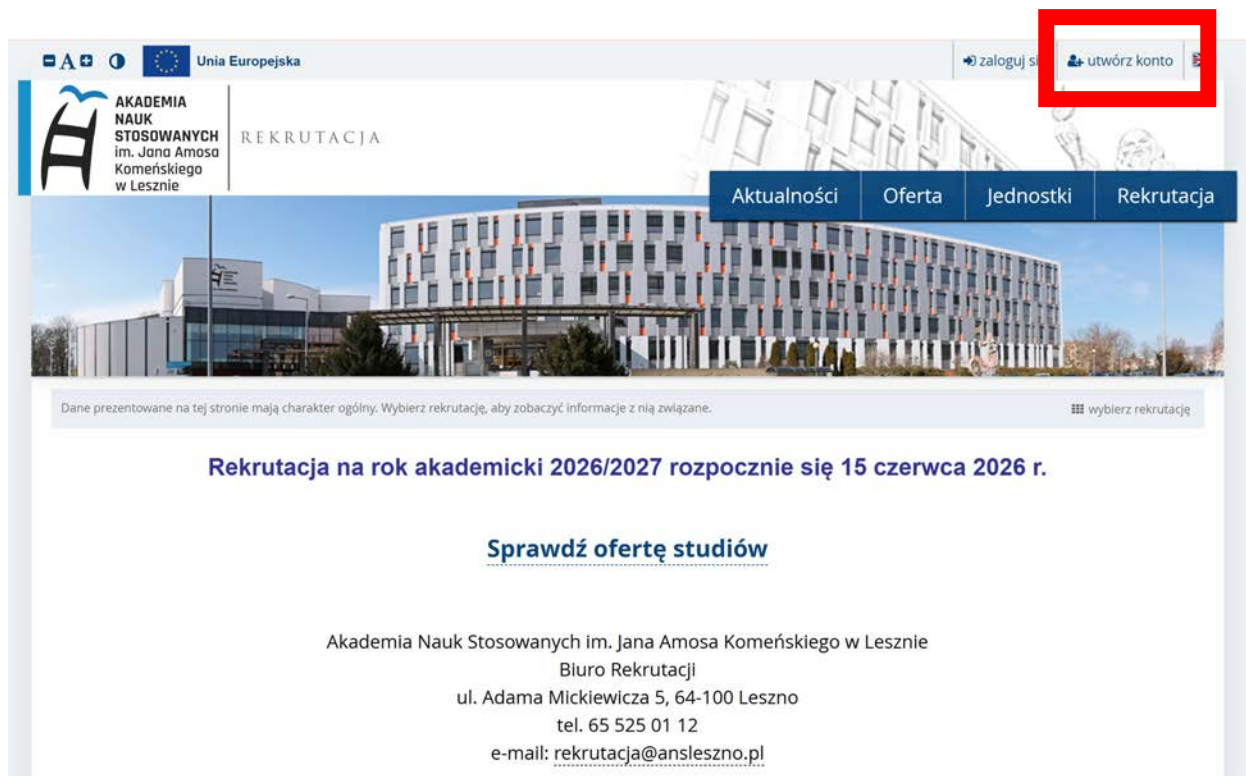 A
Unia Europejska
zaloguj si
utwórz konto
AKADEMIA
NAUK
STOSOWANYCH
im. Jana Amosa
Komeńskiego
w Lesznie
REKRUTACJA
Aktualności
Oferta
Jednostki
Rekrutacja
Dane prezentowane na tej stronie mają charakter ogólny. Wybierz rekrutację, aby zobaczyć informacje z nią związane.
wybierz rekrutację
Rekrutacja na rok akademicki 2026/2027 rozpocznie się 15 czerwca 2026 r.
Sprawdź ofertę studiów
Akademia Nauk Stosowanych im. Jana Amosa Komeńskiego w Lesznie
Biuro Rekrutacji
ul. Adama Mickiewicza 5, 64-100 Leszno
tel. 65 525 01 12
e-mail: rekrutacja@ansleszno.pl